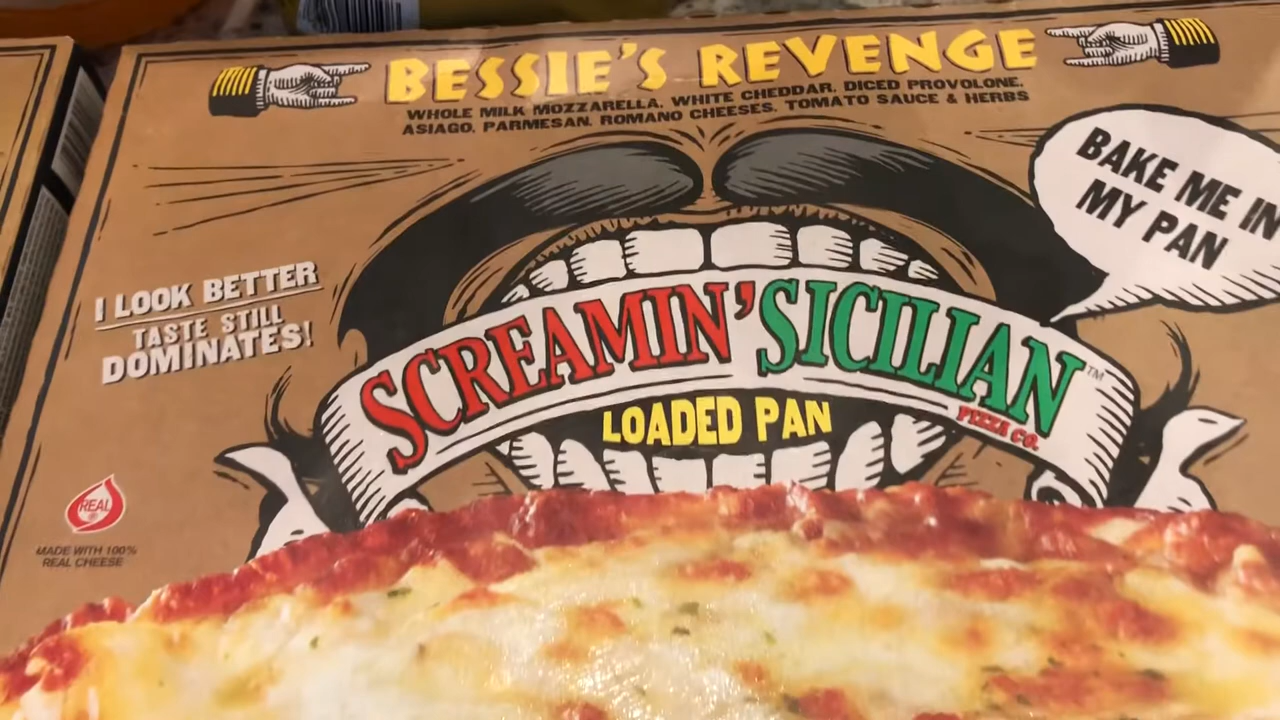 BESSIE'S REVENGE
WHOLE MILK MOZZARELLA, WHITE CHEDDAR, DICED PROVOLONE,
ASIAGO, PARMESAN, ROMANO CHEESES, TOMATO SAUCE & HERBS
BAKE ME IN
MY PAN
I LOOK BETTER
TASTE STILL
DOMINATES!
SCREAMIN' SICILIAN™
PIZZA CO.
LOADED PAN
REAL
MADE WITH 100%
REAL CHEESE